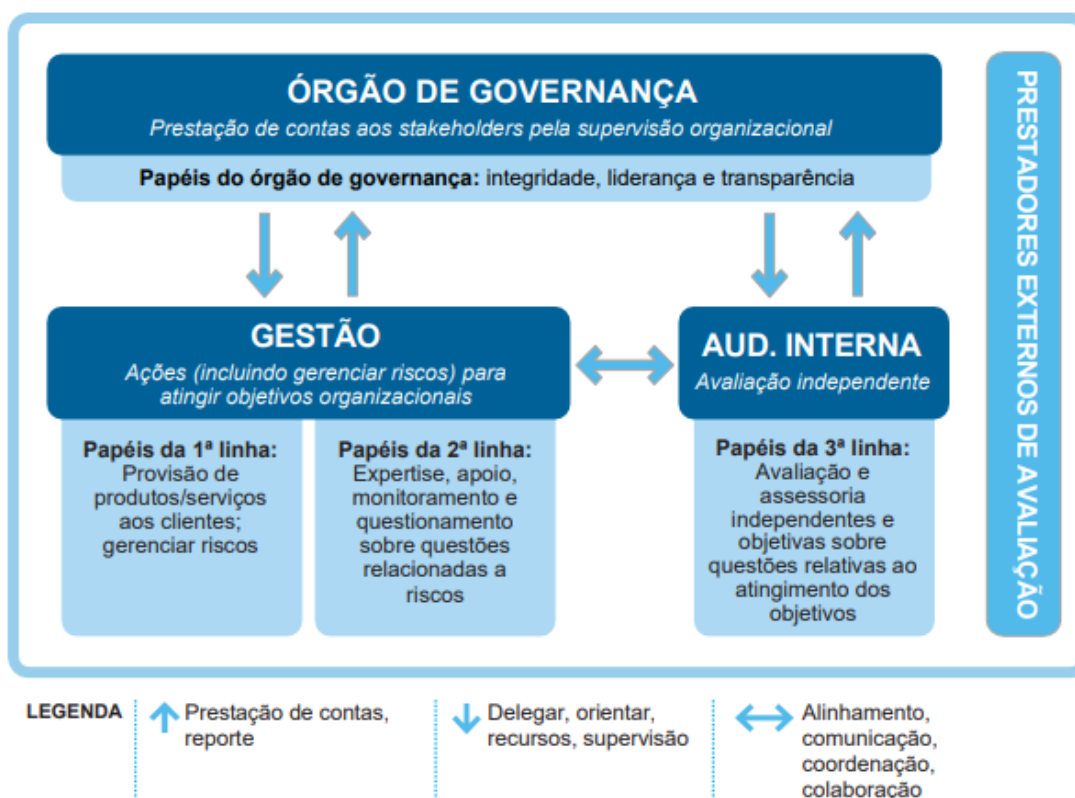 ÓRGÃO DE GOVERNANÇA
Prestação de contas aos stakeholders pela supervisão organizacional
Papéis do órgão de governança: integridade, liderança e transparência
GESTÃO
Ações (incluindo gerenciar riscos) para
atingir objetivos organizacionais
Papéis da 1ª linha:
Provisão de
produtos/serviços
aos clientes;
gerenciar riscos
Papéis da 2ª linha:
Expertise, apoio,
monitoramento e
questionamento
sobre questões
relacionadas a
riscos
AUD. INTERNA
Avaliação independente
Papéis da 3ª linha:
Avaliação e
assessoria
independentes e
objetivas sobre
questões relativas ao
atingimento dos
objetivos
PRESTADORES EXTERNOS DE AVALIAÇÃO
LEGENDA
Prestação de contas,
reporte
Delegar, orientar,
recursos, supervisão
Alinhamento,
comunicação,
coordenação,
colaboração